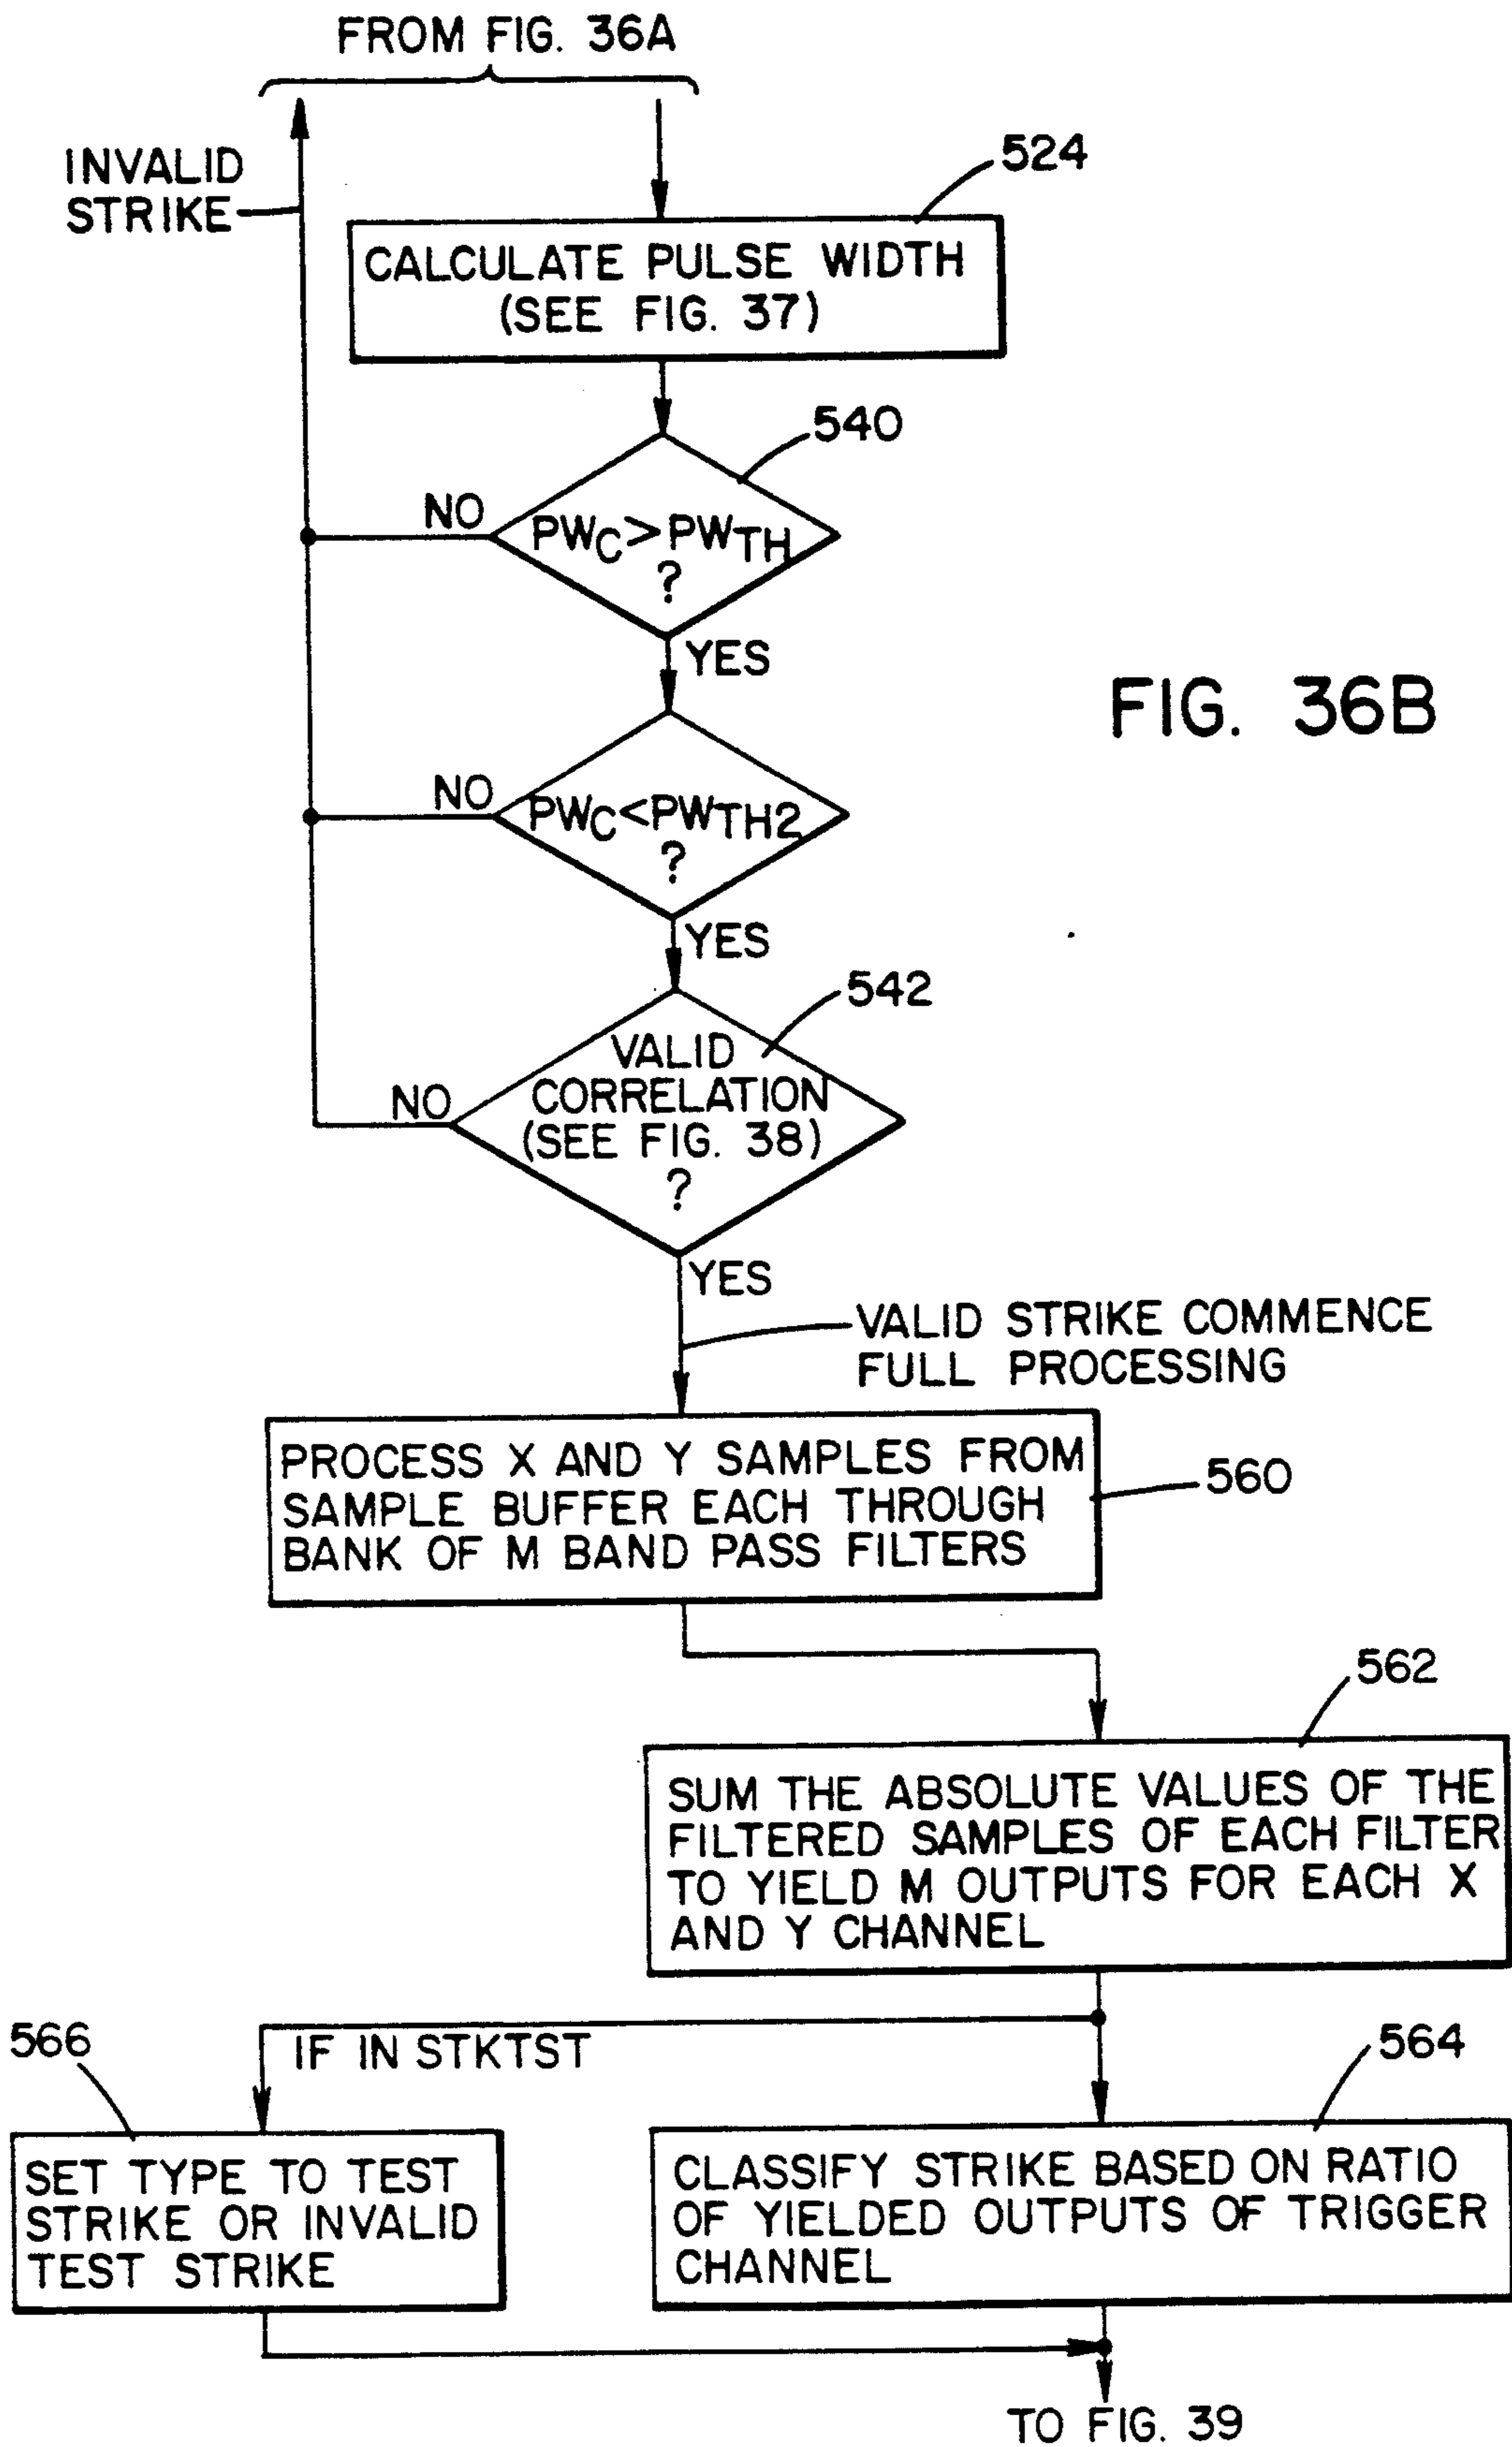 FROM FIG. 36A
INVALID
STRIKE
524
CALCULATE PULSE WIDTH
(SEE FIG. 37)
540
NO
PWC>PWTH
?
YES
FIG. 36B
NO
PWC<PWTH2
?
YES
542
VALID
CORRELATION
(SEE FIG. 38)
?
NO
YES
VALID STRIKE COMMENCE
FULL PROCESSING
PROCESS X AND Y SAMPLES FROM
SAMPLE BUFFER EACH THROUGH
BANK OF M BAND PASS FILTERS
560
562
SUM THE ABSOLUTE VALUES OF THE
FILTERED SAMPLES OF EACH FILTER
TO YIELD M OUTPUTS FOR EACH X
AND Y CHANNEL
566
IF IN STKTST
564
SET TYPE TO TEST
STRIKE OR INVALID
TEST STRIKE
CLASSIFY STRIKE BASED ON RATIO
OF YIELDED OUTPUTS OF TRIGGER
CHANNEL
TO FIG. 39